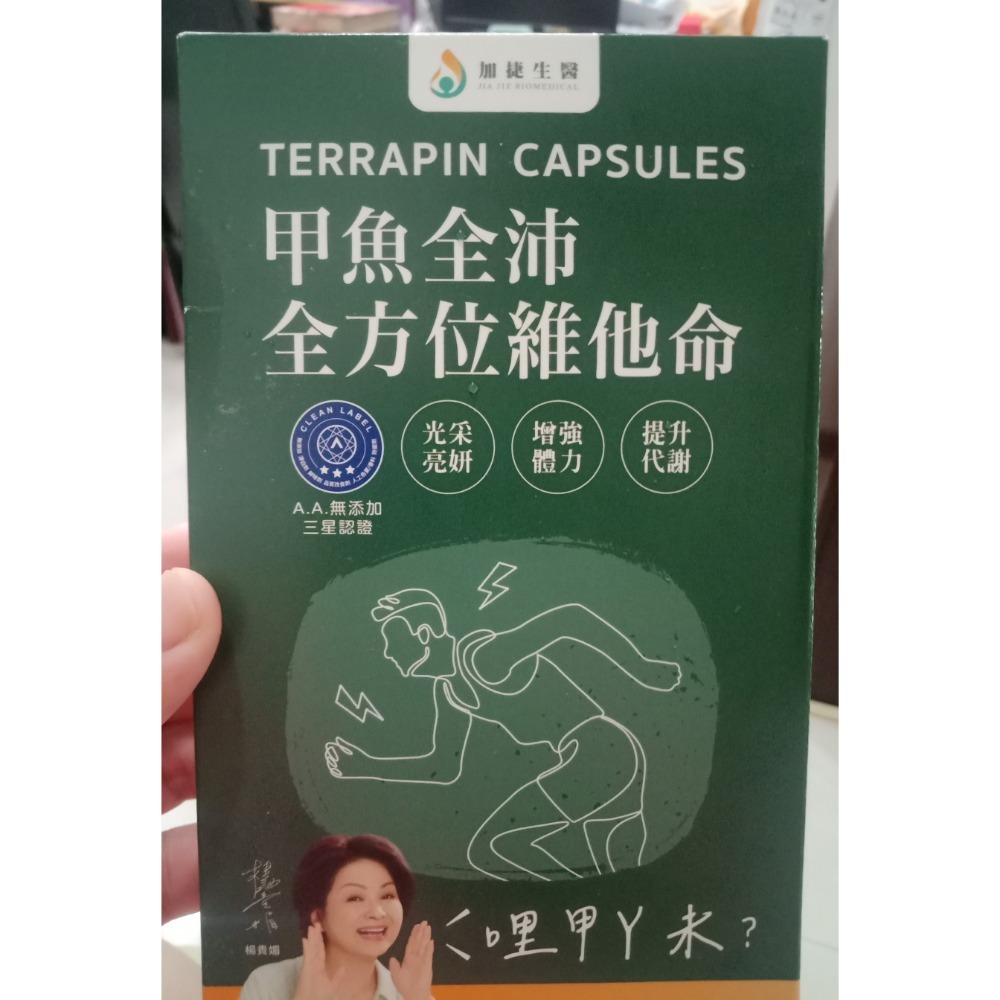 加捷生醫
JIA JIE BIOMEDICAL
TERRAPIN CAPSULES
甲魚全沛
全方位維他命
CLEAN LABEL
光采
亮妍
增強
體力
提升
代謝
A.A.無添加
三星認證
楊貴媚
ㄑ哩甲ㄚ未?